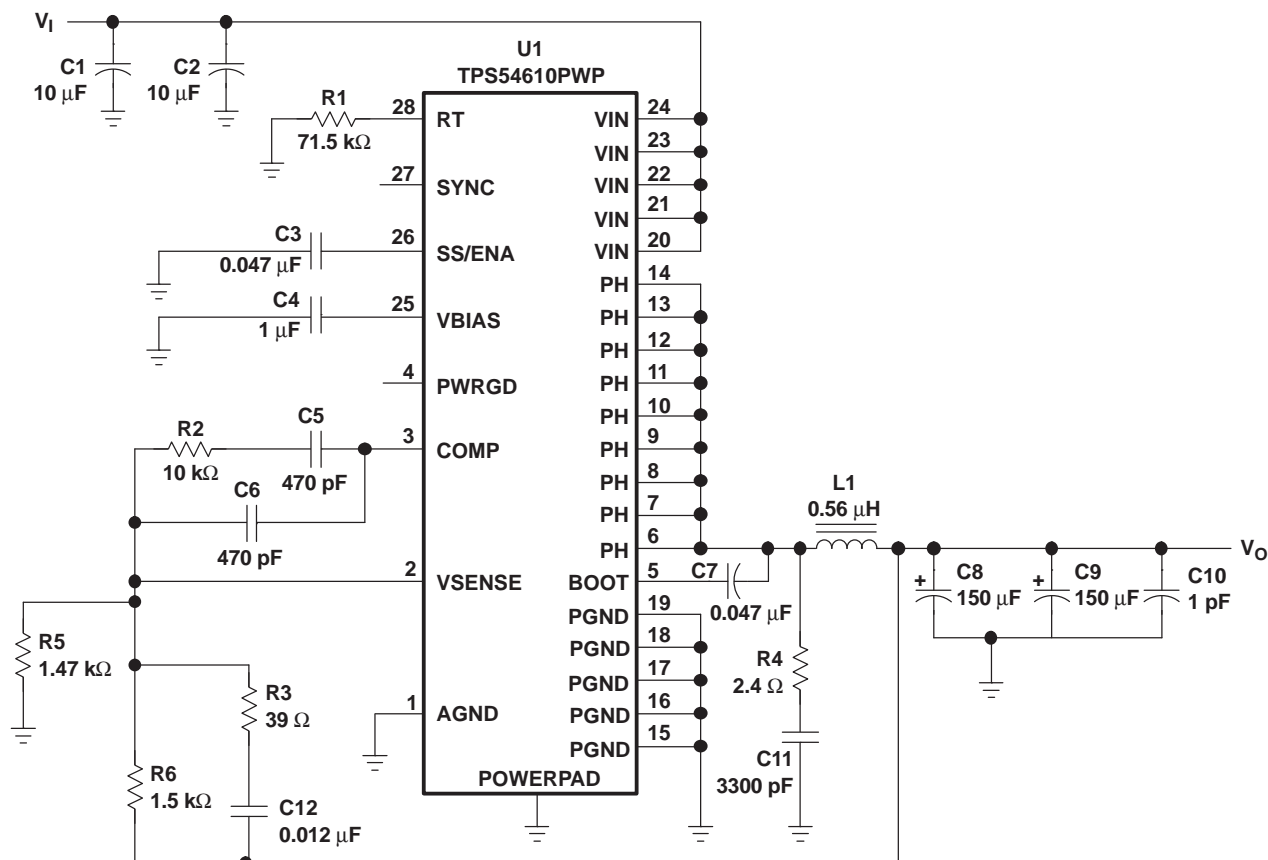 V_I
C1
10 μF
C2
10 μF
U1
TPS54610PWP
R1
71.5 kΩ
28
RT
27
SYNC
C3
0.047 μF
26
SS/ENA
C4
1 μF
25
VBIAS
4
PWRGD
R2
10 kΩ
C5
470 pF
3
COMP
C6
470 pF
2
VSENSE
R5
1.47 kΩ
R3
39 Ω
1
AGND
R6
1.5 kΩ
C12
0.012 μF
POWERPAD
VIN
24
VIN
23
VIN
22
VIN
21
VIN
20
PH
14
PH
13
PH
12
PH
11
PH
10
PH
9
PH
8
PH
7
PH
6
BOOT
5
PGND
19
PGND
18
PGND
17
PGND
16
PGND
15
C7
0.047 μF
L1
0.56 μH
R4
2.4 Ω
C11
3300 pF
+
C8
150 μF
+
C9
150 μF
C10
1 pF
V_O